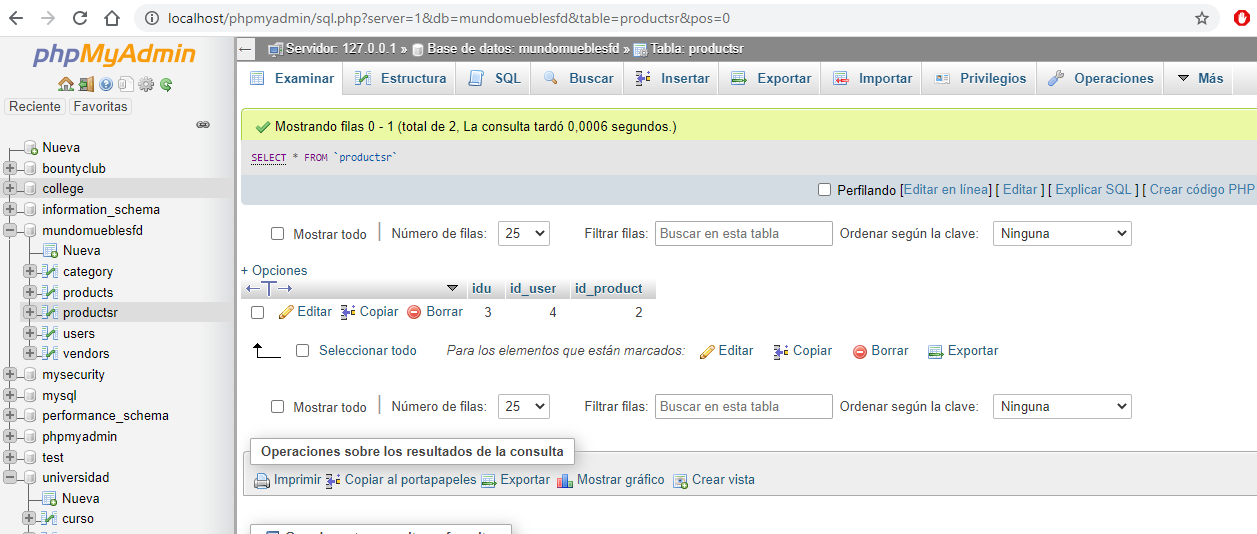 localhost/phpmyadmin/sql.php?server=1&db=mundomueblesfd&table=productsr&pos=0
phpMyAdmin
Reciente Favoritas
Nueva
bountyclub
college
information_schema
mundomueblesfd
Nueva
category
products
productsr
users
vendors
mysecurity
mysql
performance_schema
phpmyadmin
test
universidad
Nueva
curso
Servidor: 127.0.0.1 » Base de datos: mundomueblesfd » Tabla: productsr
Examinar Estructura SQL Buscar Insertar Exportar Importar Privilegios Operaciones Más
Mostrando filas 0 - 1 (total de 2, La consulta tardó 0,0006 segundos.)
SELECT * FROM `productsr`
Perfilando [Editar en línea] [ Editar ] [ Explicar SQL ] [ Crear código PHP
Mostrar todo | Número de filas: 25 Filtrar filas: Buscar en esta tabla Ordenar según la clave: Ninguna
+ Opciones
idu id_user id_product
Editar Copiar Borrar 3 4 2
Seleccionar todo Para los elementos que están marcados: Editar Copiar Borrar Exportar
Mostrar todo | Número de filas: 25 Filtrar filas: Buscar en esta tabla Ordenar según la clave: Ninguna
Operaciones sobre los resultados de la consulta
Imprimir Copiar al portapapeles Exportar Mostrar gráfico Crear vista